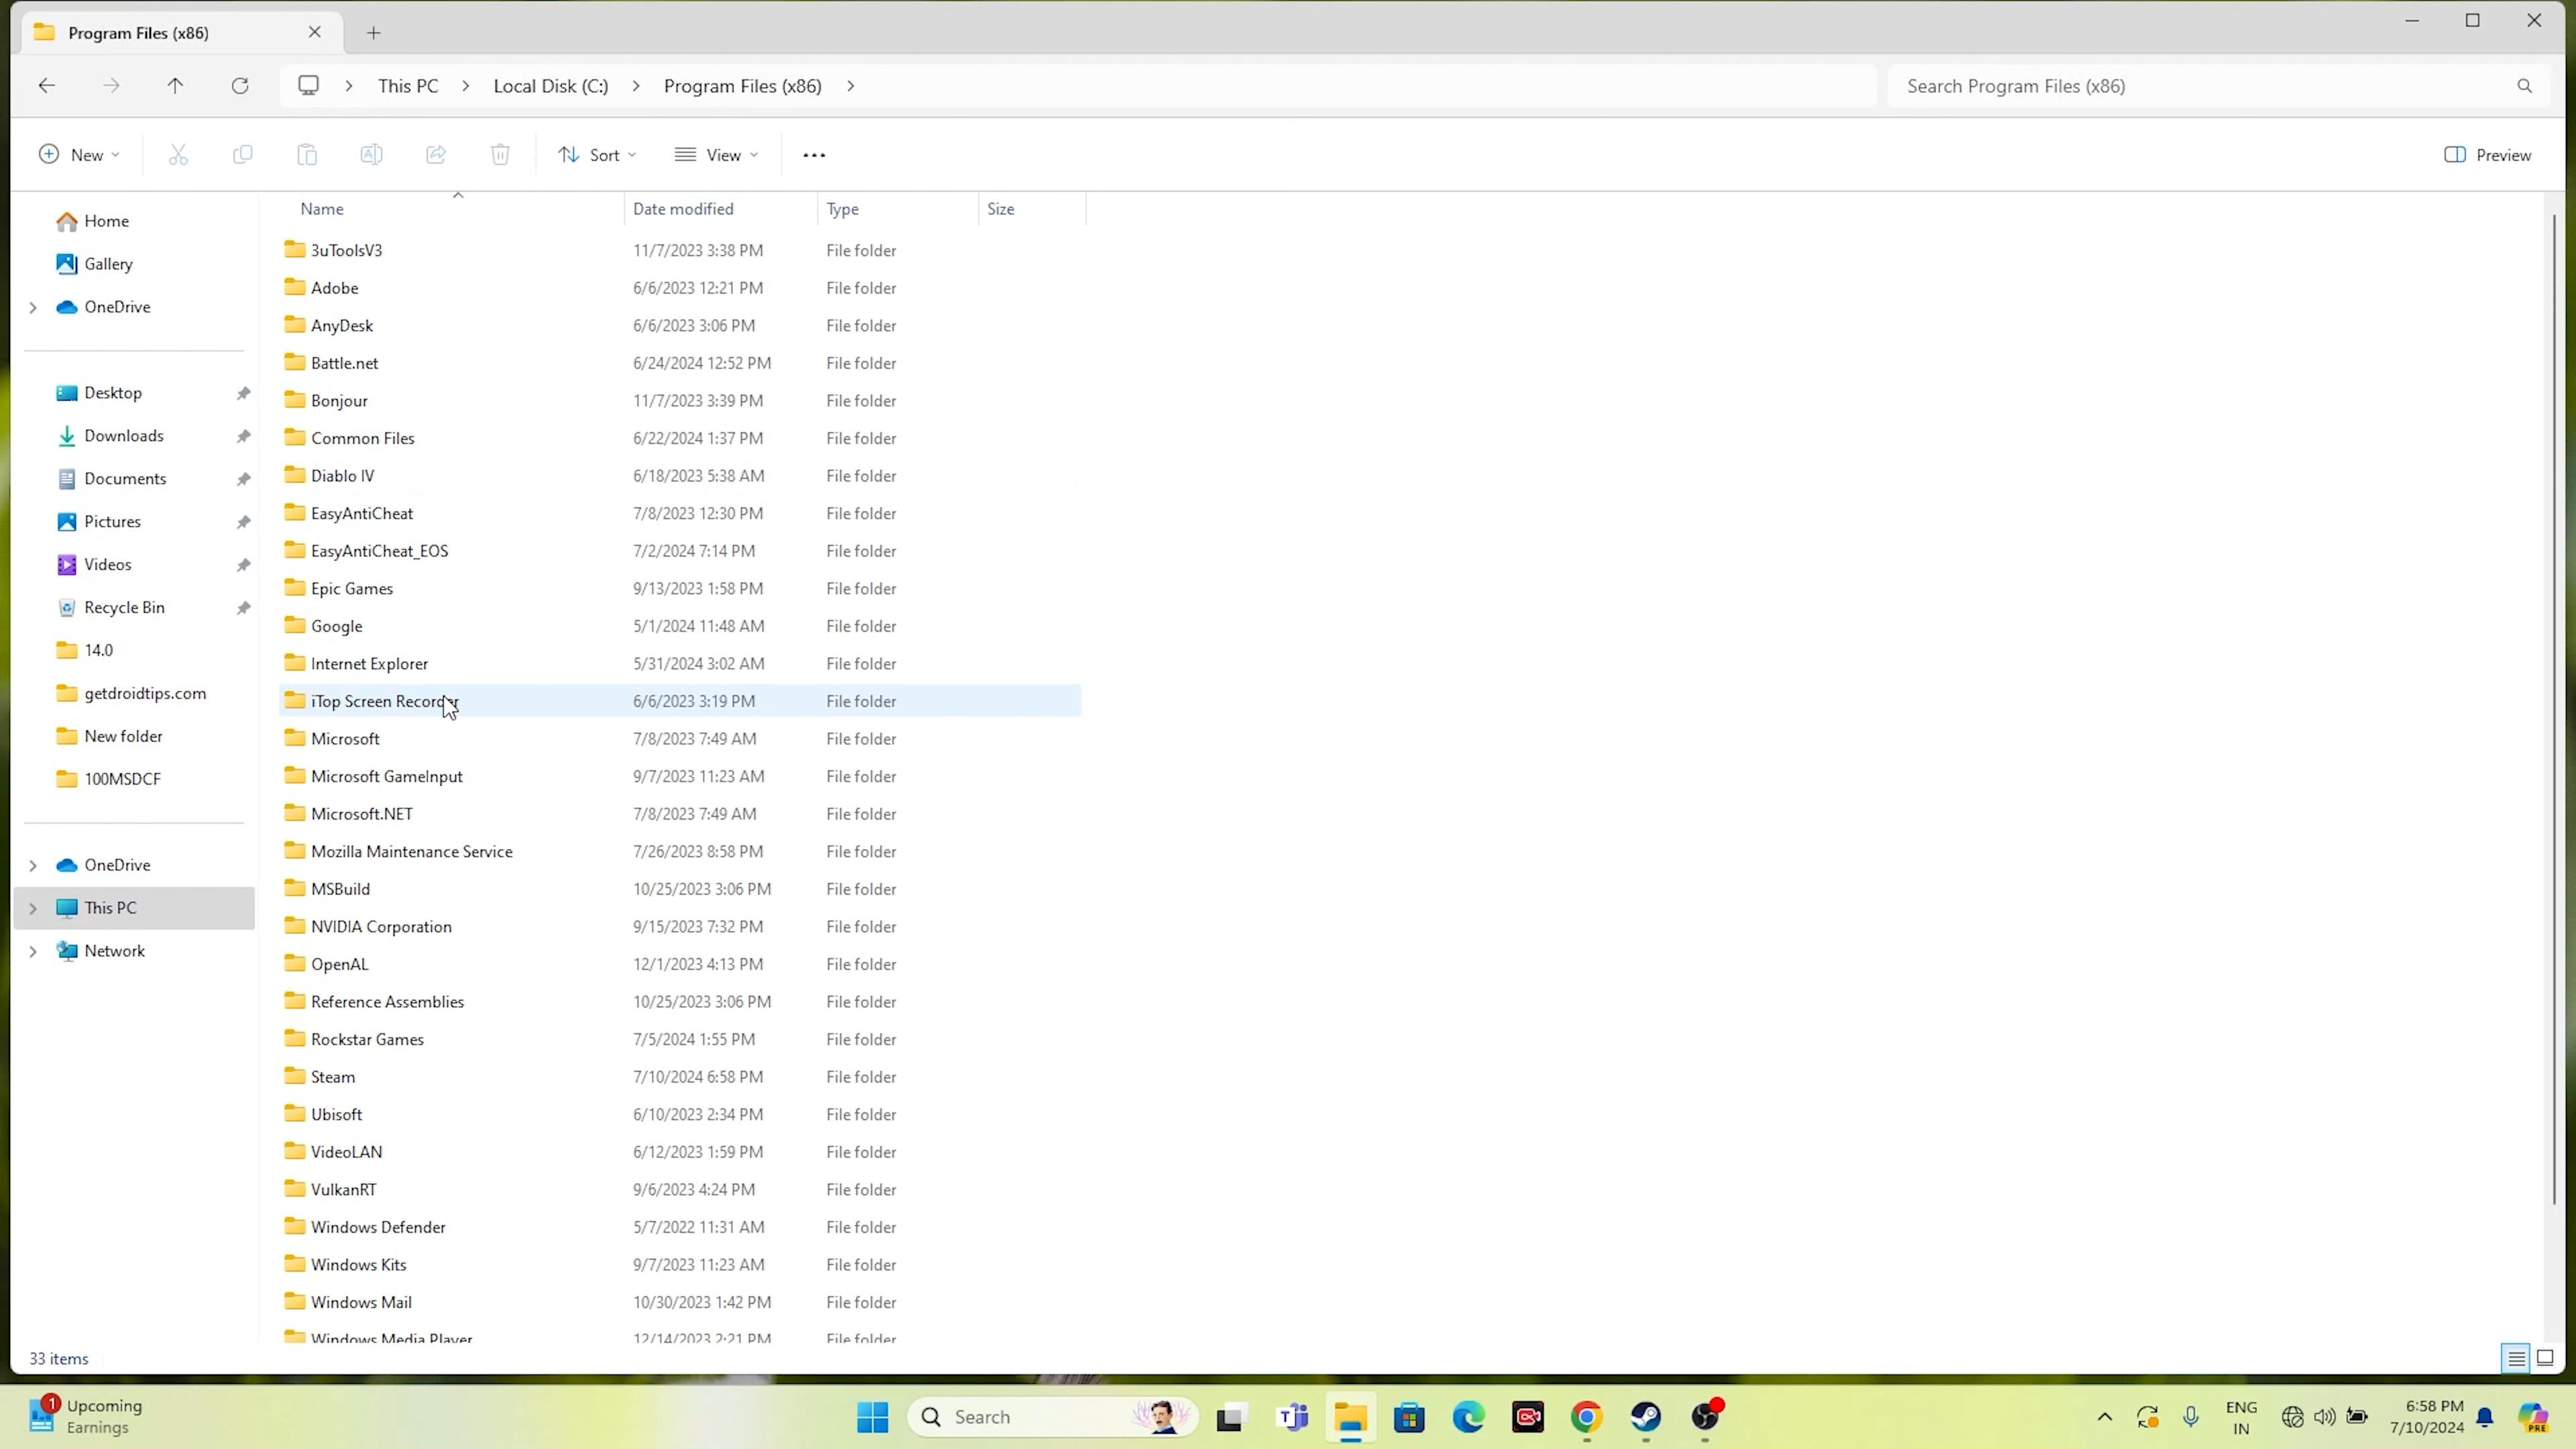 Program Files (x86)
This PC > Local Disk (C:) > Program Files (x86) >
Search Program Files (x86)
New
Sort
View
Preview
Name Date modified Type Size
Home
Gallery
OneDrive
Desktop
Downloads
Documents
Pictures
Videos
Recycle Bin
14.0
getdroidtips.com
New folder
100MSDCF
OneDrive
This PC
Network
3uToolsV3 11/7/2023 3:38 PM File folder
Adobe 6/6/2023 12:21 PM File folder
AnyDesk 6/6/2023 3:06 PM File folder
Battle.net 6/24/2024 12:52 PM File folder
Bonjour 11/7/2023 3:39 PM File folder
Common Files 6/22/2024 1:37 PM File folder
Diablo IV 6/18/2023 5:38 AM File folder
EasyAntiCheat 7/8/2023 12:30 PM File folder
EasyAntiCheat_EOS 7/2/2024 7:14 PM File folder
Epic Games 9/13/2023 1:58 PM File folder
Google 5/1/2024 11:48 AM File folder
Internet Explorer 5/31/2024 3:02 AM File folder
iTop Screen Recorder 6/6/2023 3:19 PM File folder
Microsoft 7/8/2023 7:49 AM File folder
Microsoft GameInput 9/7/2023 11:23 AM File folder
Microsoft.NET 7/8/2023 7:49 AM File folder
Mozilla Maintenance Service 7/26/2023 8:58 PM File folder
MSBuild 10/25/2023 3:06 PM File folder
NVIDIA Corporation 9/15/2023 7:32 PM File folder
OpenAL 12/1/2023 4:13 PM File folder
Reference Assemblies 10/25/2023 3:06 PM File folder
Rockstar Games 7/5/2024 1:55 PM File folder
Steam 7/10/2024 6:58 PM File folder
Ubisoft 6/10/2023 2:34 PM File folder
VideoLAN 6/12/2023 1:59 PM File folder
VulkanRT 9/6/2023 4:24 PM File folder
Windows Defender 5/7/2022 11:31 AM File folder
Windows Kits 9/7/2023 11:23 AM File folder
Windows Mail 10/30/2023 1:42 PM File folder
Windows Media Player 12/14/2023 2:21 PM File folder
33 items
1
Upcoming
Earnings
Search
ENG
IN
6:58 PM
7/10/2024
PRE